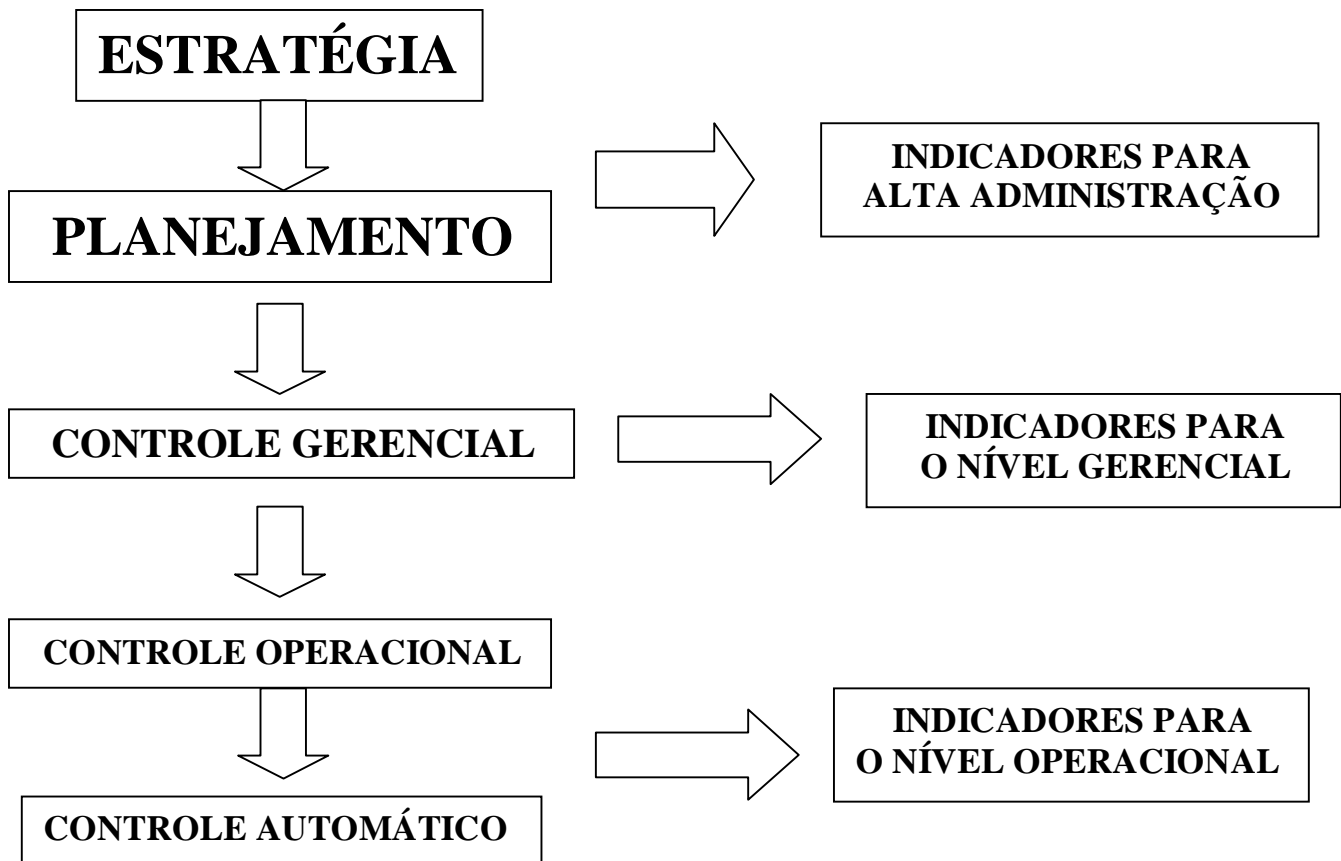 ESTRATÉGIA
INDICADORES PARA
ALTA ADMINISTRAÇÃO
PLANEJAMENTO
CONTROLE GERENCIAL
INDICADORES PARA
O NÍVEL GERENCIAL
CONTROLE OPERACIONAL
INDICADORES PARA
O NÍVEL OPERACIONAL
CONTROLE AUTOMÁTICO